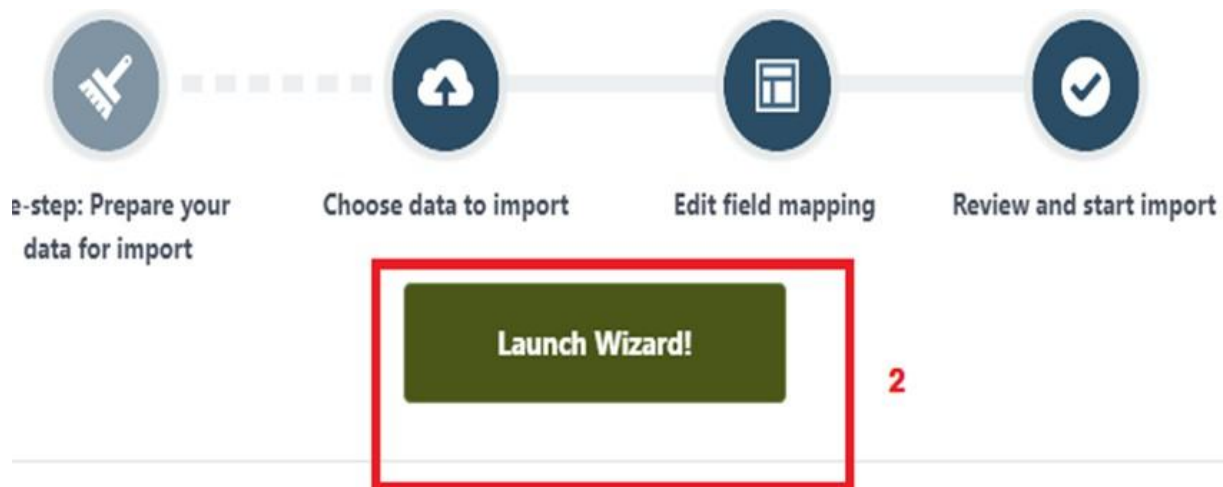 e-step: Prepare your
data for import
Choose data to import
Edit field mapping
Review and start import
Launch Wizard!
2